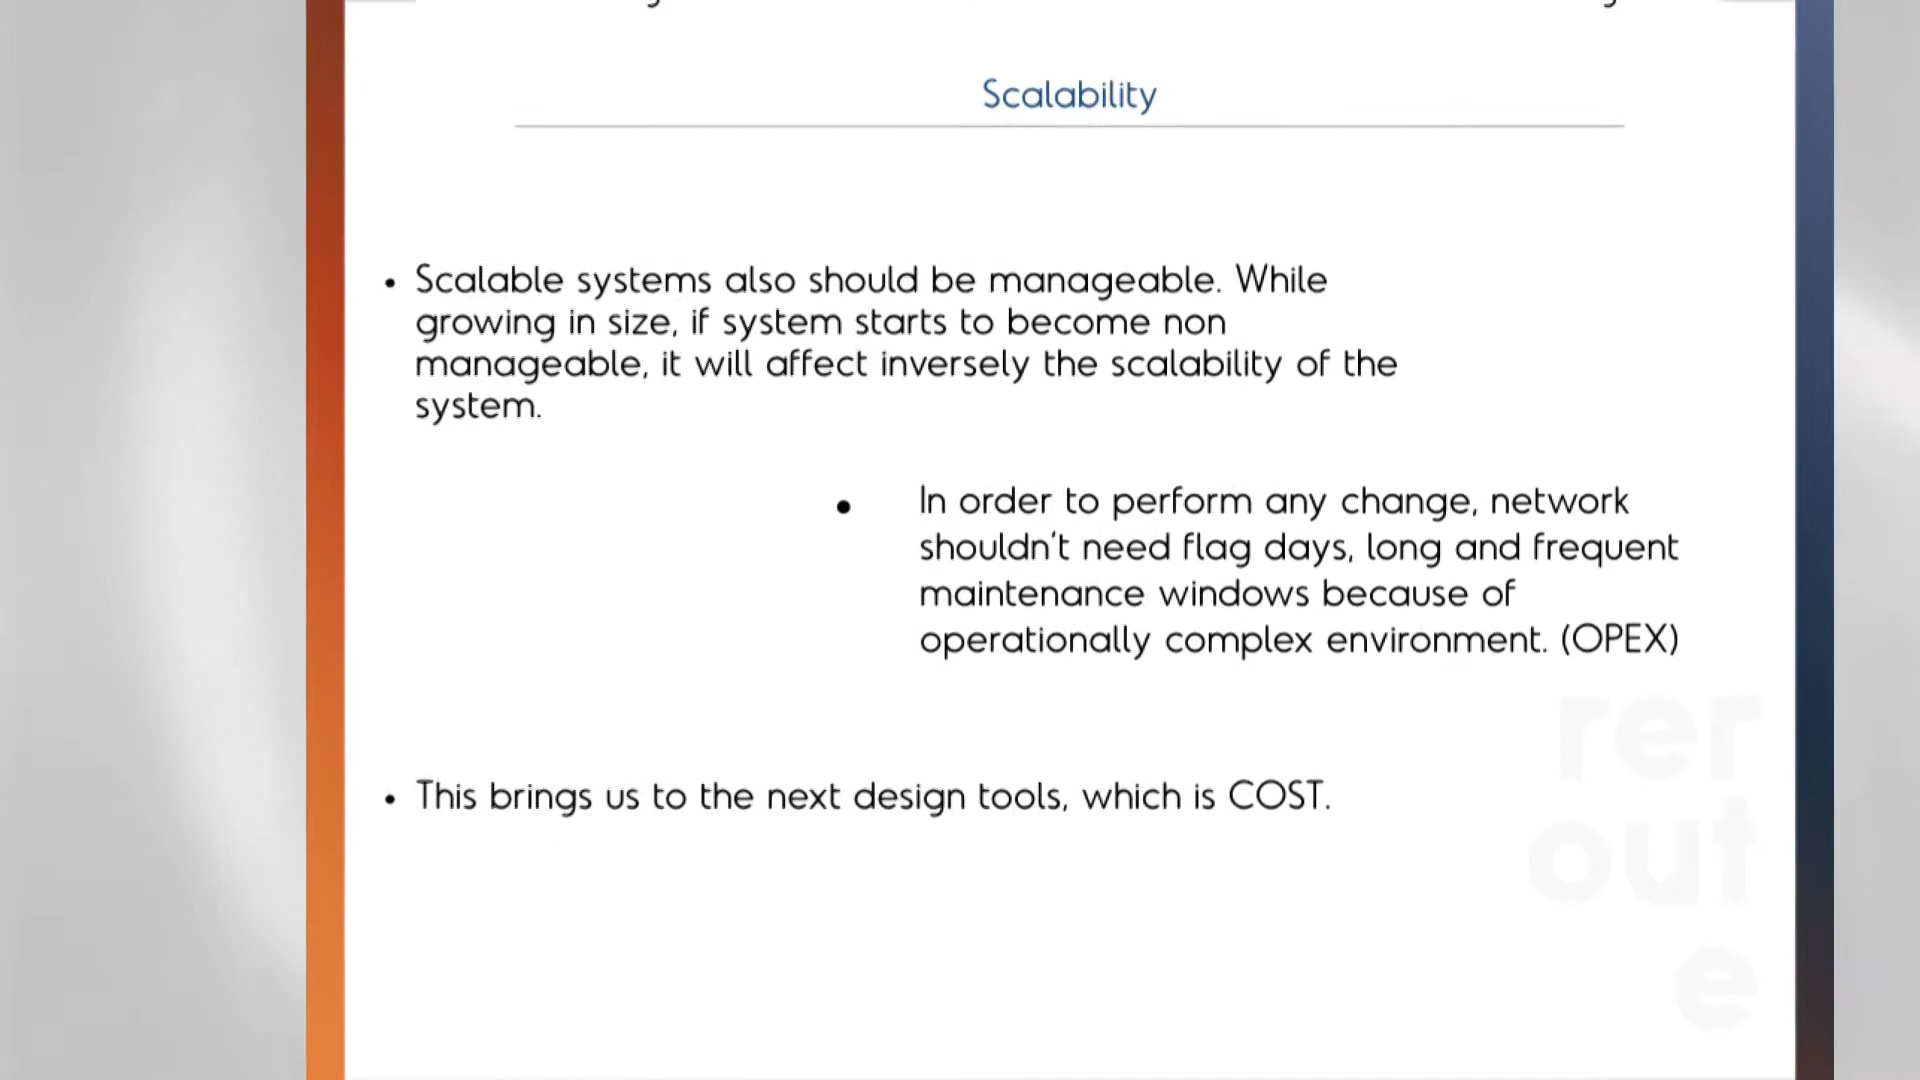 Scalability
• Scalable systems also should be manageable. While
growing in size, if system starts to become non
manageable, it will affect inversely the scalability of the
system.
• In order to perform any change, network
shouldn't need flag days, long and frequent
maintenance windows because of
operationally complex environment. (OPEX)
• This brings us to the next design tools, which is COST.
rer
out
e